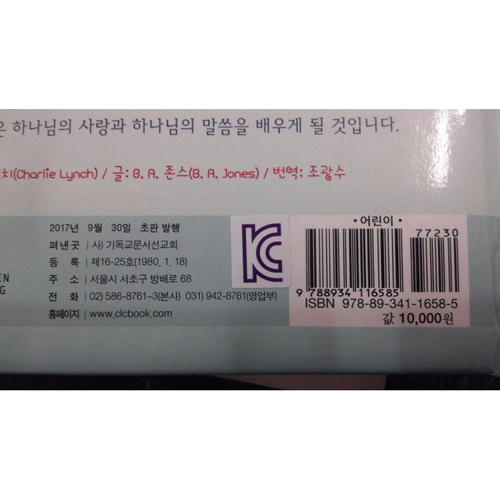 은 하나님의 사랑과 하나님의 말씀을 배우게 될 것입니다.
치(Charlie Lynch) / 글: B. A. 존스(B. A. Jones) / 번역: 조광수
2017년 9월 30일 초판 발행
펴낸곳 | 사) 기독교문서선교회
등 록 | 제16-25호(1980. 1. 18)
주 소 | 서울시 서초구 방배로 68
전 화 | 02) 586-8761~3(본사) 031) 942-8761(영업부)
홈페이지 | www.clcbook.com
EN
G
KC
• 어린이 •
77230
9 788934 116585
ISBN 978-89-341-1658-5
값 10,000원